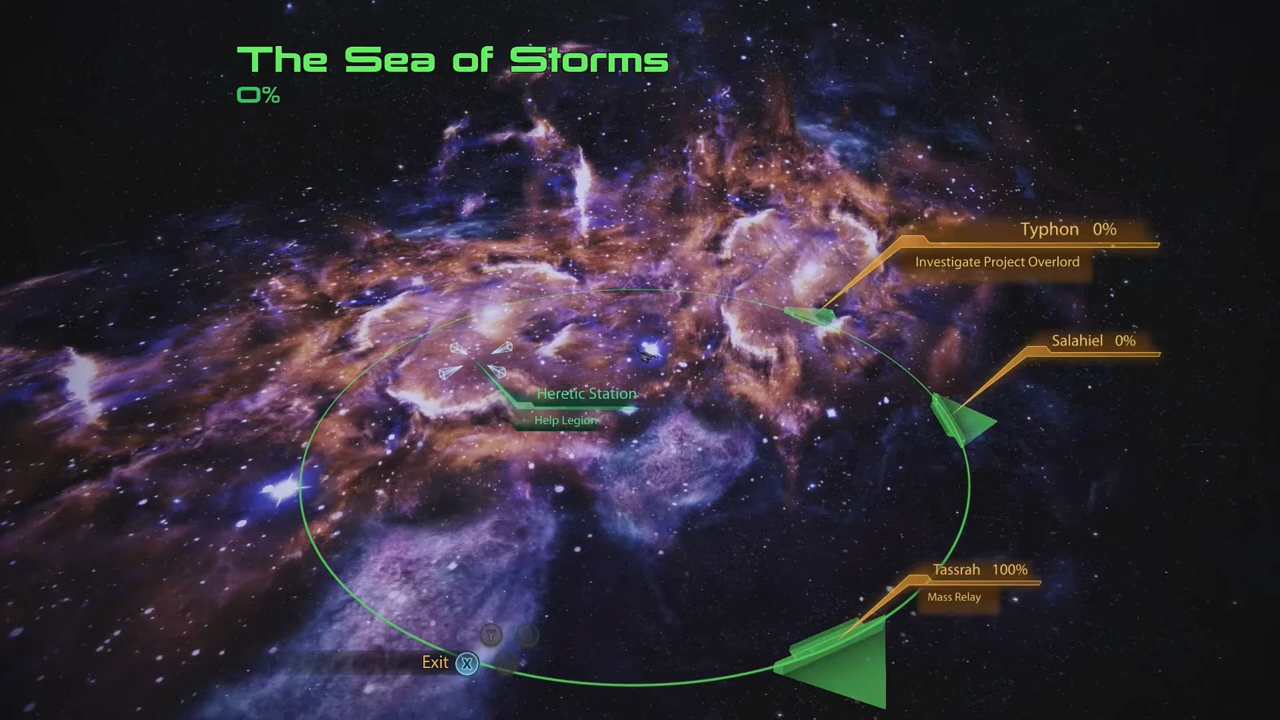 The Sea of Storms
0%
Typhon 0%
Investigate Project Overlord
Salahiel 0%
Heretic Station
Help Legion
Tassrah 100%
Mass Relay
Y
Exit X